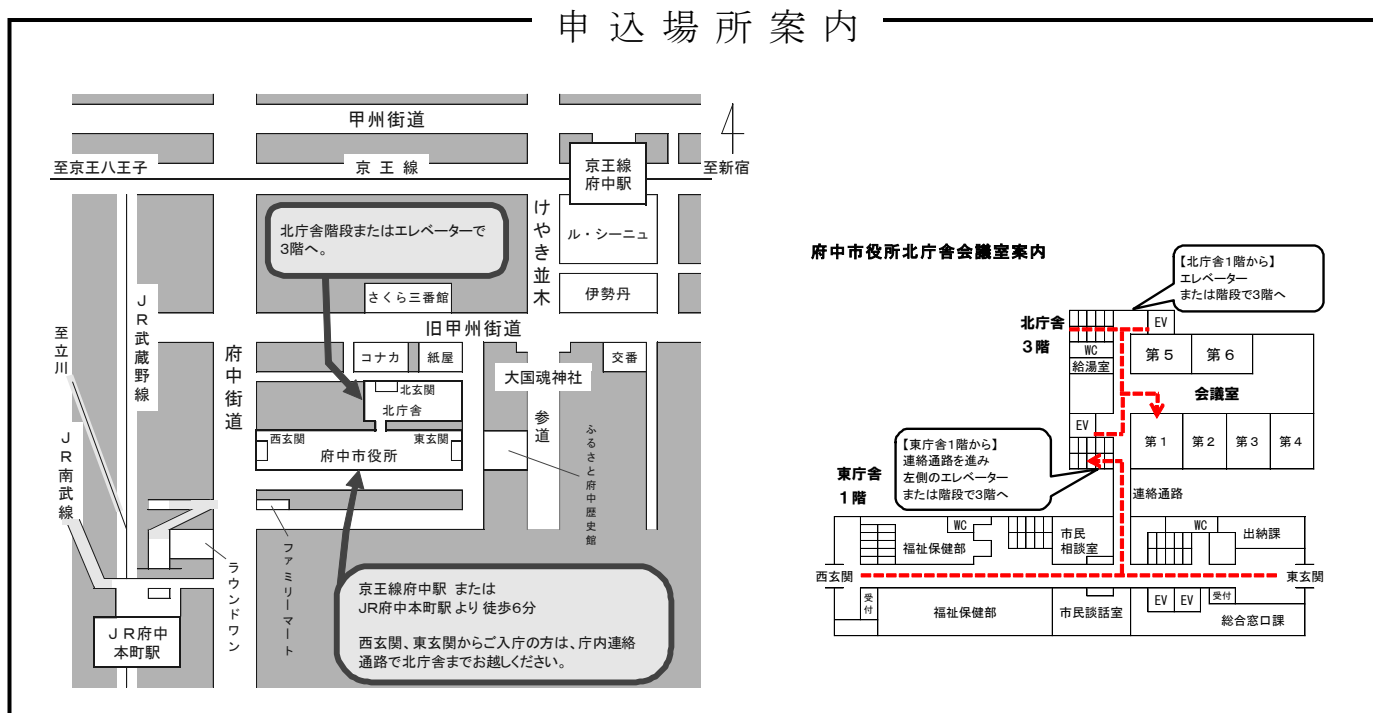 申込場所案内
甲州街道
至京王八王子
京王線
京王線
府中駅
至新宿
北庁舎階段またはエレベーターで
3階へ。
けやき並木
ル・シーニュ
伊勢丹
さくら三番館
旧甲州街道
JR武蔵野線
至立川
JR南武線
府中街道
コナカ
紙屋
交番
大国魂神社
北玄関
北庁舎
西玄関
東玄関
府中市役所
参道
ふるさと府中歴史館
ラウンドワン
ファミリーマート
JR府中
本町駅
京王線府中駅 または
JR府中本町駅より 徒歩6分
西玄関、東玄関からご入庁の方は、庁内連絡
通路で北庁舎までお越しください。
府中市役所北庁舎会議室案内
【北庁舎1階から】
エレベーター
または階段で3階へ
北庁舎
3階
EV
WC
給湯室
第5
第6
会議室
EV
第1
第2
第3
第4
【東庁舎1階から】
連絡通路を進み
左側のエレベーター
または階段で3階へ
東庁舎
1階
連絡通路
WC
福祉保健部
市民
相談室
WC
出納課
西玄関
東玄関
受付
福祉保健部
市民談話室
EV
EV
受付
総合窓口課